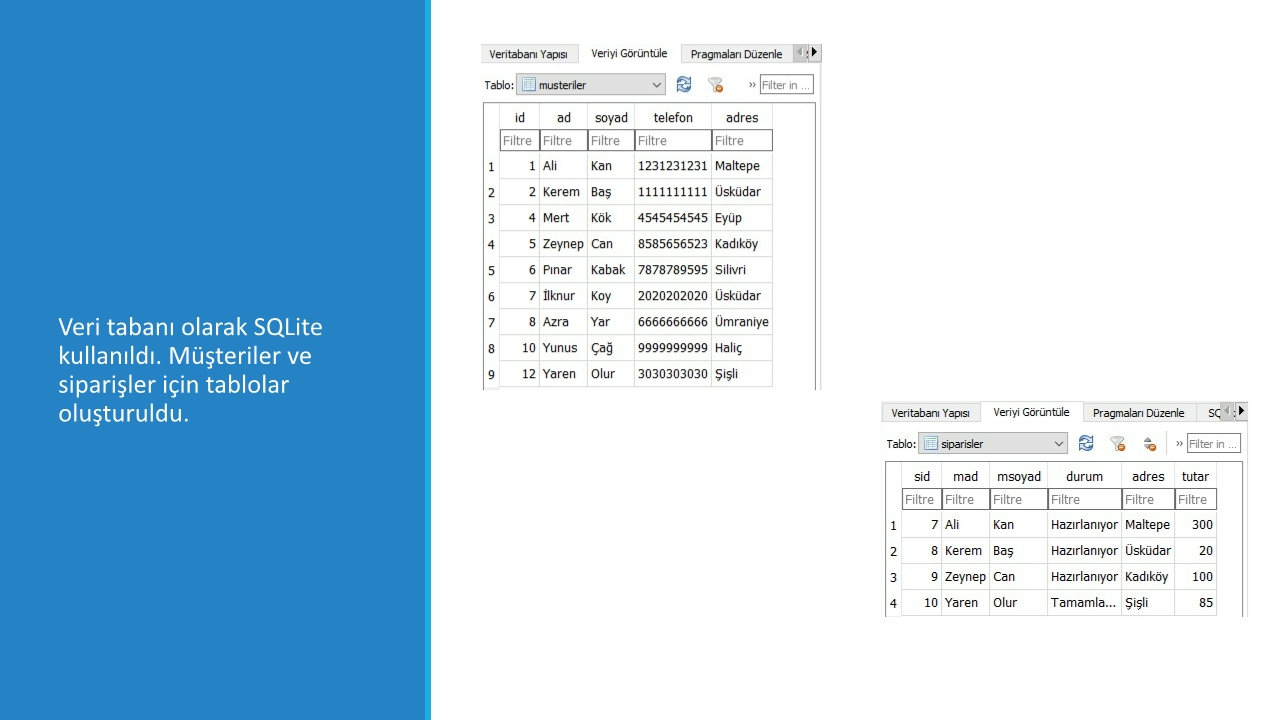 Veri tabanı olarak SQLite
kullanıldı. Müşteriler ve
siparişler için tablolar
oluşturuldu.
Veritabanı Yapısı Veriyi Görüntüle Pragmaları Düzenle
Tablo: musteriler » Filter in ...
id ad soyad telefon adres
Filtre Filtre Filtre Filtre Filtre
1 1 Ali Kan 1231231231 Maltepe
2 2 Kerem Baş 1111111111 Üsküdar
3 4 Mert Kök 4545454545 Eyüp
4 5 Zeynep Can 8585656523 Kadıköy
5 6 Pınar Kabak 7878789595 Silivri
6 7 İlknur Koy 2020202020 Üsküdar
7 8 Azra Yar 6666666666 Ümraniye
8 10 Yunus Çağ 9999999999 Haliç
9 12 Yaren Olur 3030303030 Şişli
Veritabanı Yapısı Veriyi Görüntüle Pragmaları Düzenle
Tablo: siparisler » Filter in ...
sid mad msoyad durum adres tutar
Filtre Filtre Filtre Filtre Filtre Filtre
1 7 Ali Kan Hazırlanıyor Maltepe 300
2 8 Kerem Baş Hazırlanıyor Üsküdar 20
3 9 Zeynep Can Hazırlanıyor Kadıköy 100
4 10 Yaren Olur Tamamla... Şişli 85